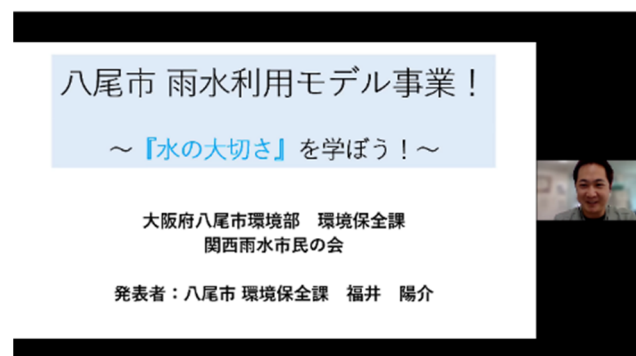 八尾市 雨水利用モデル事業！
～『水の大切さ』を学ぼう！～
大阪府八尾市環境部　環境保全課
関西雨水市民の会
発表者：八尾市 環境保全課　福井　陽介